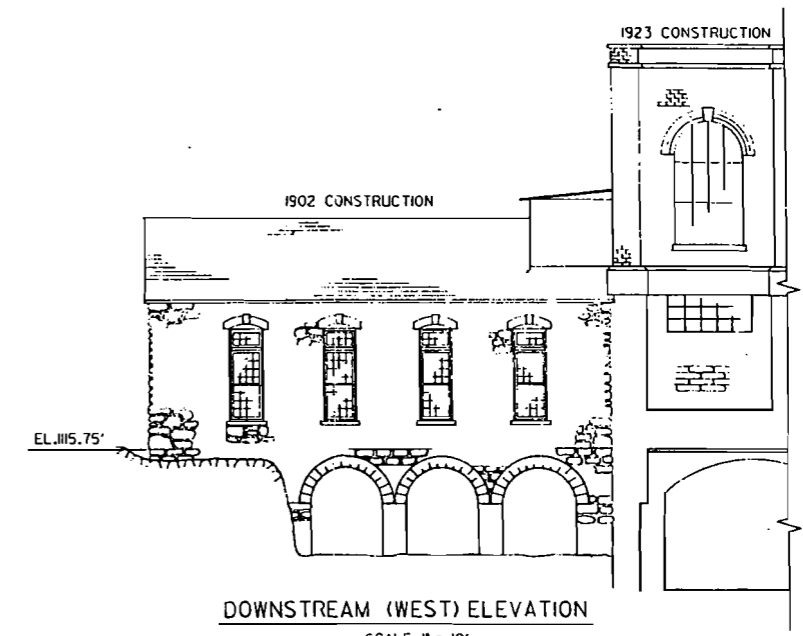 1923 CONSTRUCTION
1902 CONSTRUCTION
EL.1115.75'
DOWNSTREAM (WEST) ELEVATION